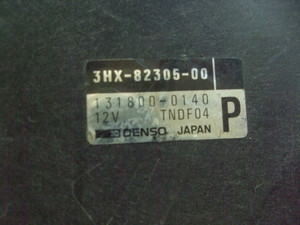 3HX-82305-00
131800-0140
12V TNDF04
DENSO JAPAN
P